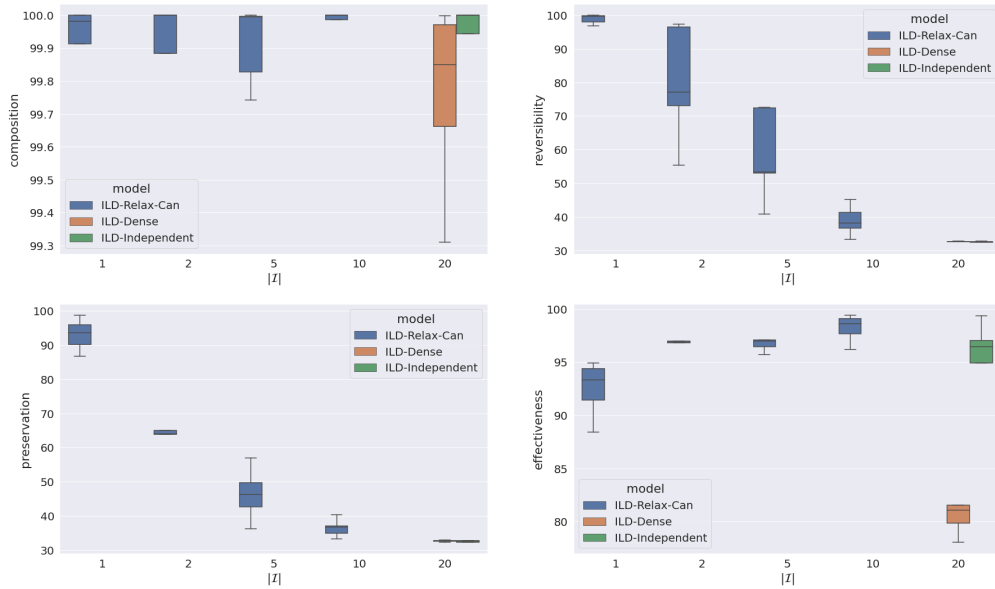 100.0
99.9
99.8
99.7
99.6
99.5
99.4
99.3
composition
model
ILD-Relax-Can
ILD-Dense
ILD-Independent
1 2 5 10 20
|𝓘|
100
90
80
70
60
50
40
30
reversibility
model
ILD-Relax-Can
ILD-Dense
ILD-Independent
1 2 5 10 20
|𝓘|
100
90
80
70
60
50
40
30
preservation
model
ILD-Relax-Can
ILD-Dense
ILD-Independent
1 2 5 10 20
|𝓘|
100
95
90
85
80
effectiveness
model
ILD-Relax-Can
ILD-Dense
ILD-Independent
1 2 5 10 20
|𝓘|